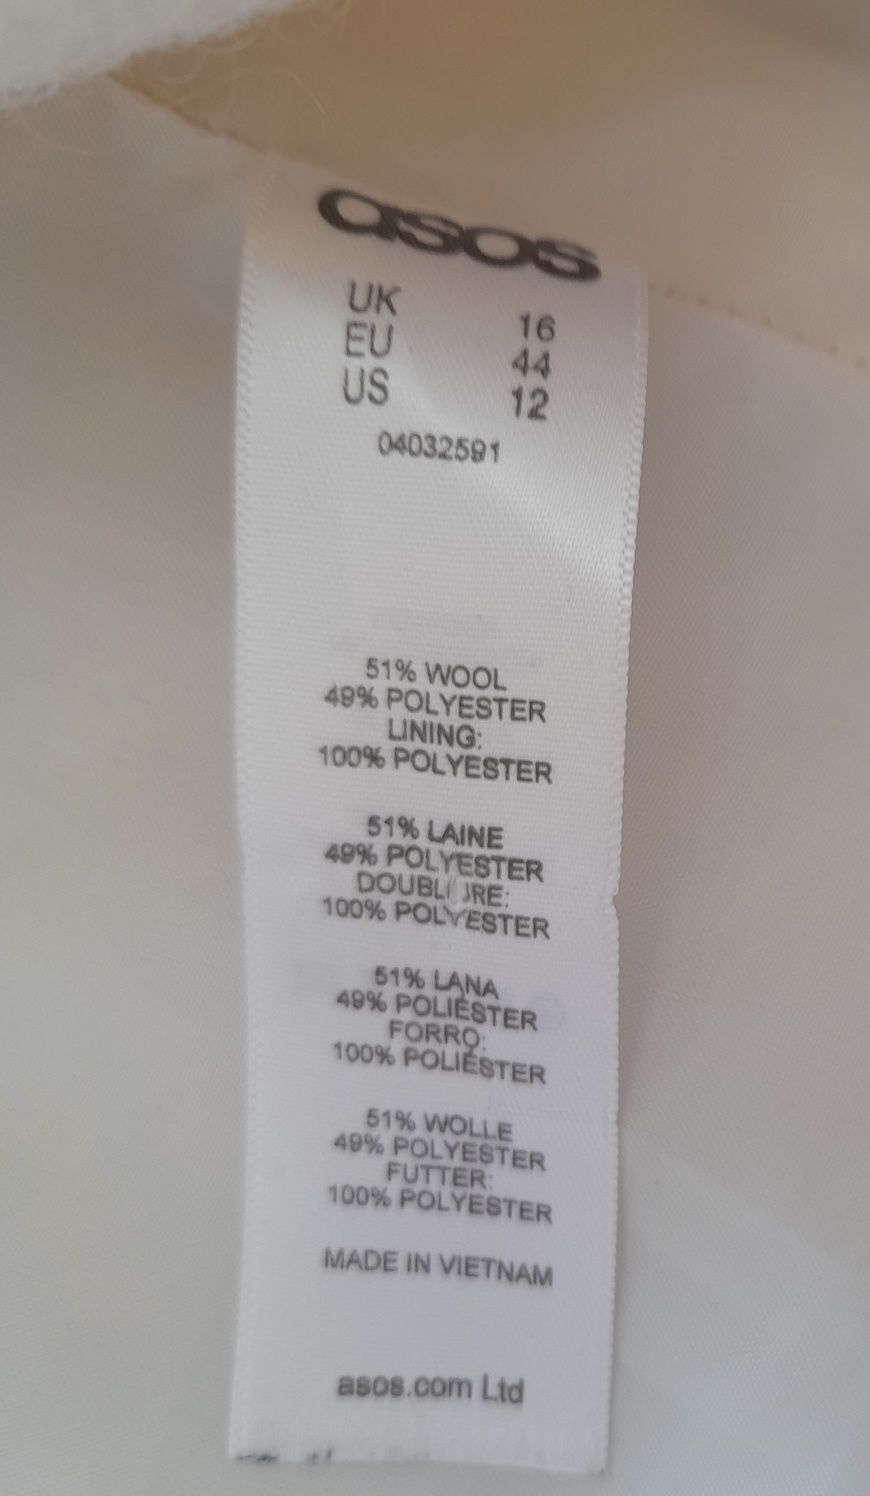 asos
UK 16
EU 44
US 12
04032591
51% WOOL
49% POLYESTER
LINING:
100% POLYESTER
51% LAINE
49% POLYESTER
DOUBLURE:
100% POLYESTER
51% LANA
49% POLIÉSTER
FORRO:
100% POLIÉSTER
51% WOLLE
49% POLYESTER
FUTTER:
100% POLYESTER
MADE IN VIETNAM
asos.com Ltd